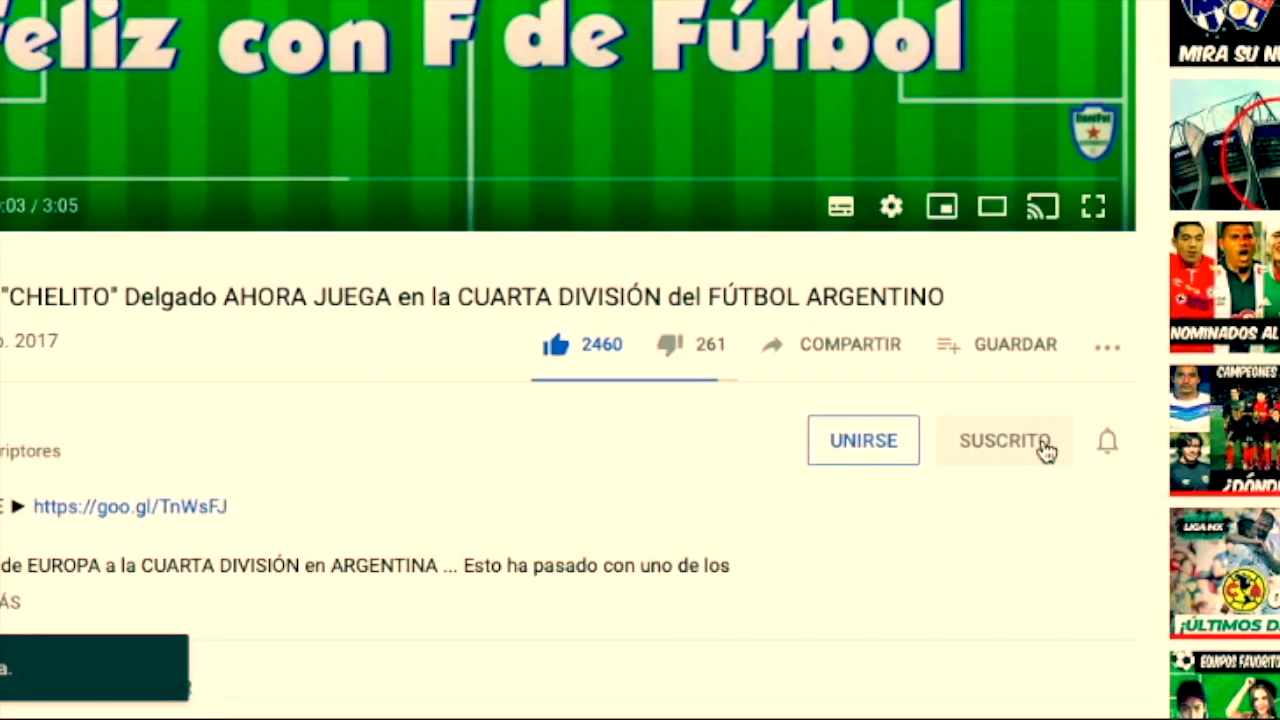 feliz con F de Fútbol
MIRA SU
:03 / 3:05
"CHELITO" Delgado AHORA JUEGA en la CUARTA DIVISIÓN del FÚTBOL ARGENTINO
. 2017
2460
261
COMPARTIR
GUARDAR
NOMINADOS AL
CAMPEONES
UNIRSE
SUSCRITO
riptores
E ► https://goo.gl/TnWsFJ
¿DÓND
LIGA MX
de EUROPA a la CUARTA DIVISIÓN en ARGENTINA ... Esto ha pasado con uno de los
ÁS
¡ÚLTIMOS D
a.
EQUIPOS FAVORITO